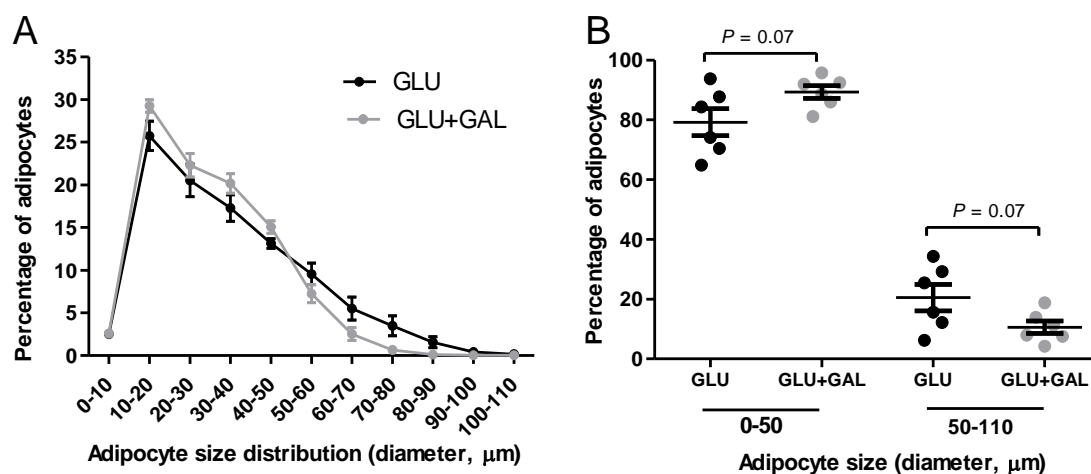 A
Percentage of adipocytes
35
30
25
20
15
10
5
0
GLU
GLU+GAL
0-10
10-20
20-30
30-40
40-50
50-60
60-70
70-80
80-90
90-100
100-110
Adipocyte size distribution (diameter, μm)
B
Percentage of adipocytes
100
80
60
40
20
0
P = 0.07
P = 0.07
GLU GLU+GAL GLU GLU+GAL
0-50 50-110
Adipocyte size (diameter, μm)